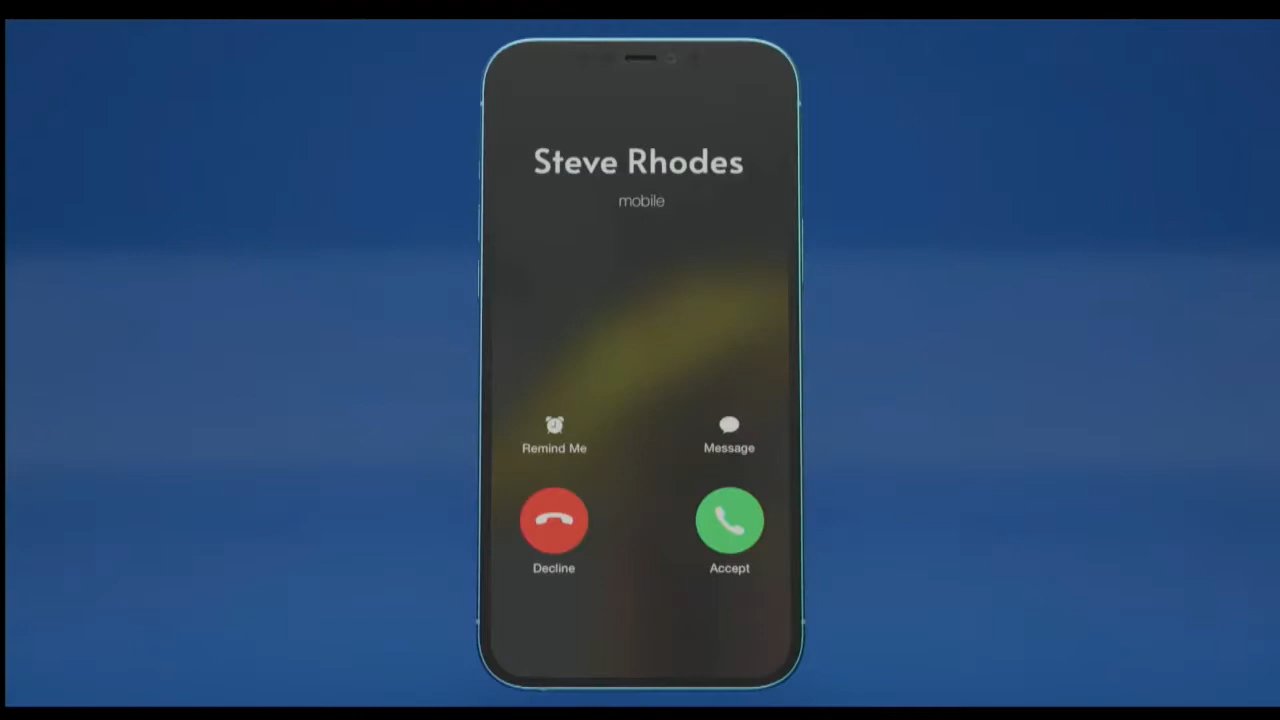 Steve Rhodes
mobile
Remind Me
Message
Decline
Accept